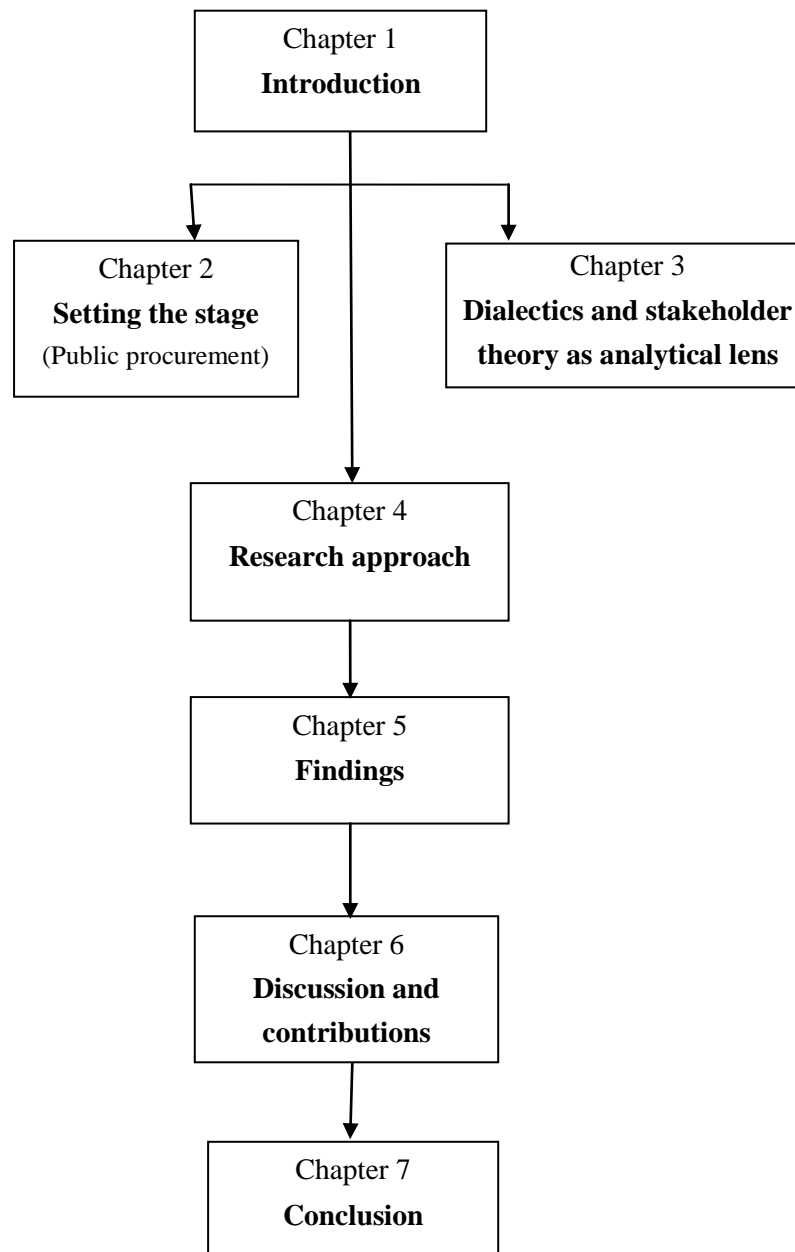 Chapter 1
Introduction
Chapter 2
Setting the stage
(Public procurement)
Chapter 3
Dialectics and stakeholder
theory as analytical lens
Chapter 4
Research approach
Chapter 5
Findings
Chapter 6
Discussion and
contributions
Chapter 7
Conclusion